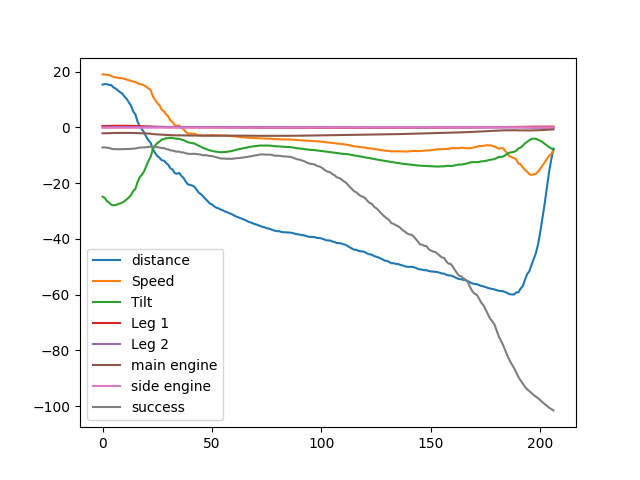 20
0
−20
−40
−60
−80
−100
distance
Speed
Tilt
Leg 1
Leg 2
main engine
side engine
success
0
50
100
150
200